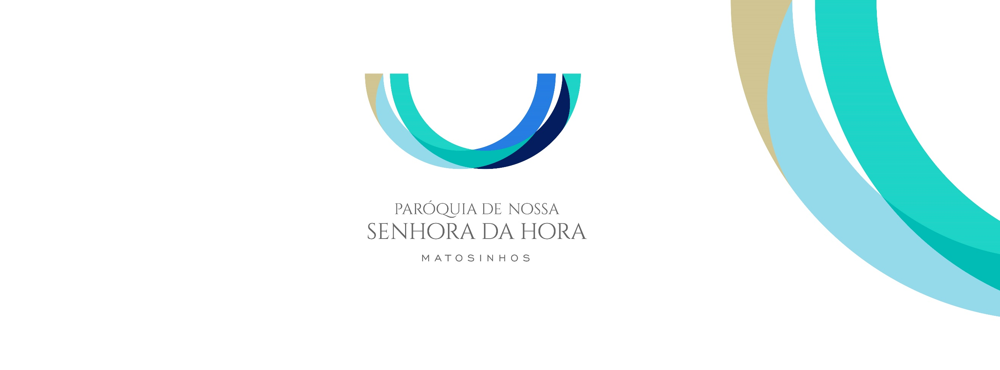 PARÓQUIA DE NOSSA
SENHORA DA HORA
MATOSINHOS